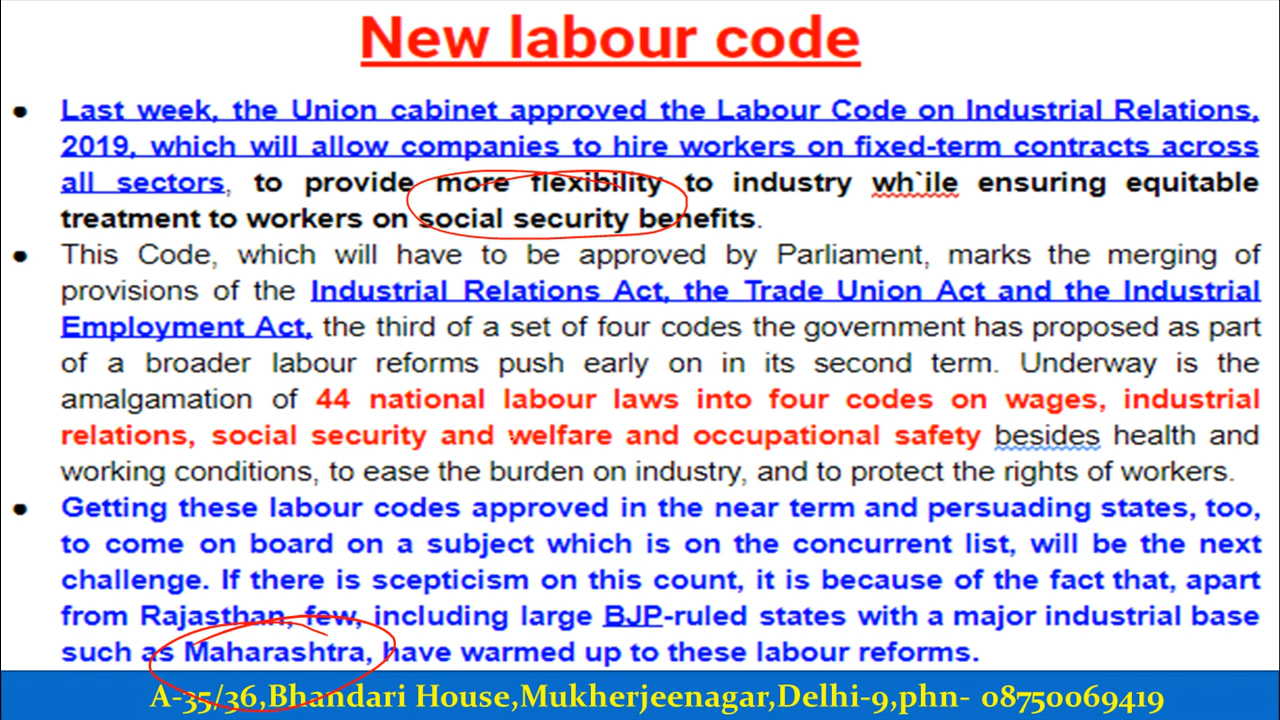 New labour code
● Last week, the Union cabinet approved the Labour Code on Industrial Relations,
2019, which will allow companies to hire workers on fixed-term contracts across
all sectors, to provide more flexibility to industry wh`ile ensuring equitable
treatment to workers on social security benefits.
● This Code, which will have to be approved by Parliament, marks the merging of
provisions of the Industrial Relations Act, the Trade Union Act and the Industrial
Employment Act, the third of a set of four codes the government has proposed as part
of a broader labour reforms push early on in its second term. Underway is the
amalgamation of 44 national labour laws into four codes on wages, industrial
relations, social security and welfare and occupational safety besides health and
working conditions, to ease the burden on industry, and to protect the rights of workers.
● Getting these labour codes approved in the near term and persuading states, too,
to come on board on a subject which is on the concurrent list, will be the next
challenge. If there is scepticism on this count, it is because of the fact that, apart
from Rajasthan, few, including large BJP-ruled states with a major industrial base
such as Maharashtra, have warmed up to these labour reforms.
A-35/36,Bhandari House,Mukherjeenagar,Delhi-9,phn- 08750069419